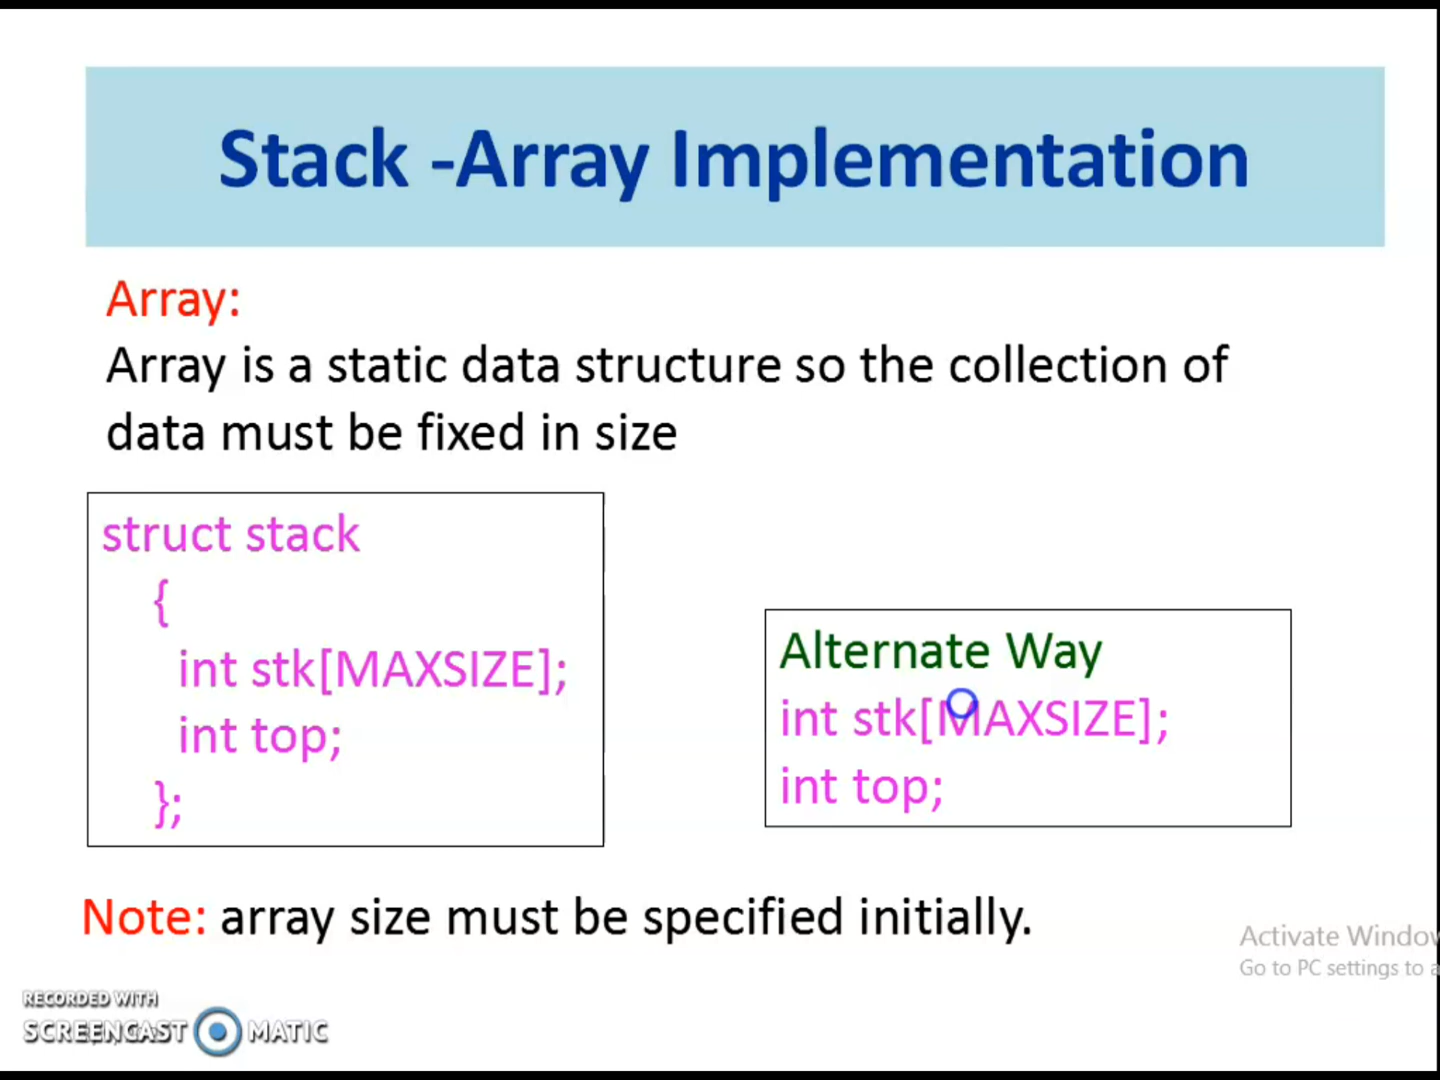 Stack -Array Implementation
Array:
Array is a static data structure so the collection of
data must be fixed in size
struct stack
{
int stk[MAXSIZE];
int top;
};
Alternate Way
int stk[MAXSIZE];
int top;
Note: array size must be specified initially.
Activate Window
Go to PC settings to a
RECORDED WITH
SCREENCAST MATIC